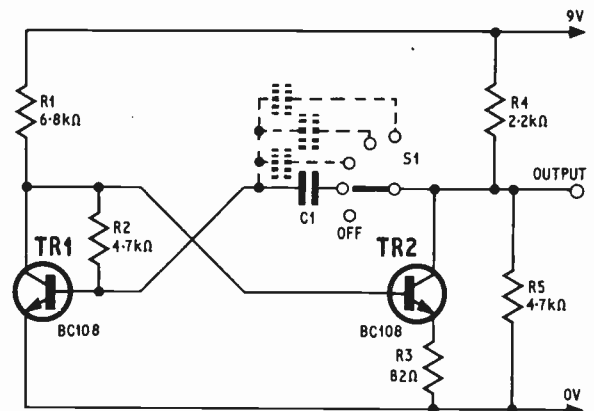 9V
R1
6·8kΩ
R4
2·2kΩ
S1
OUTPUT
C1
OFF
R2
4·7kΩ
TR1
TR2
BC108
BC108
R5
4·7kΩ
R3
82Ω
0V